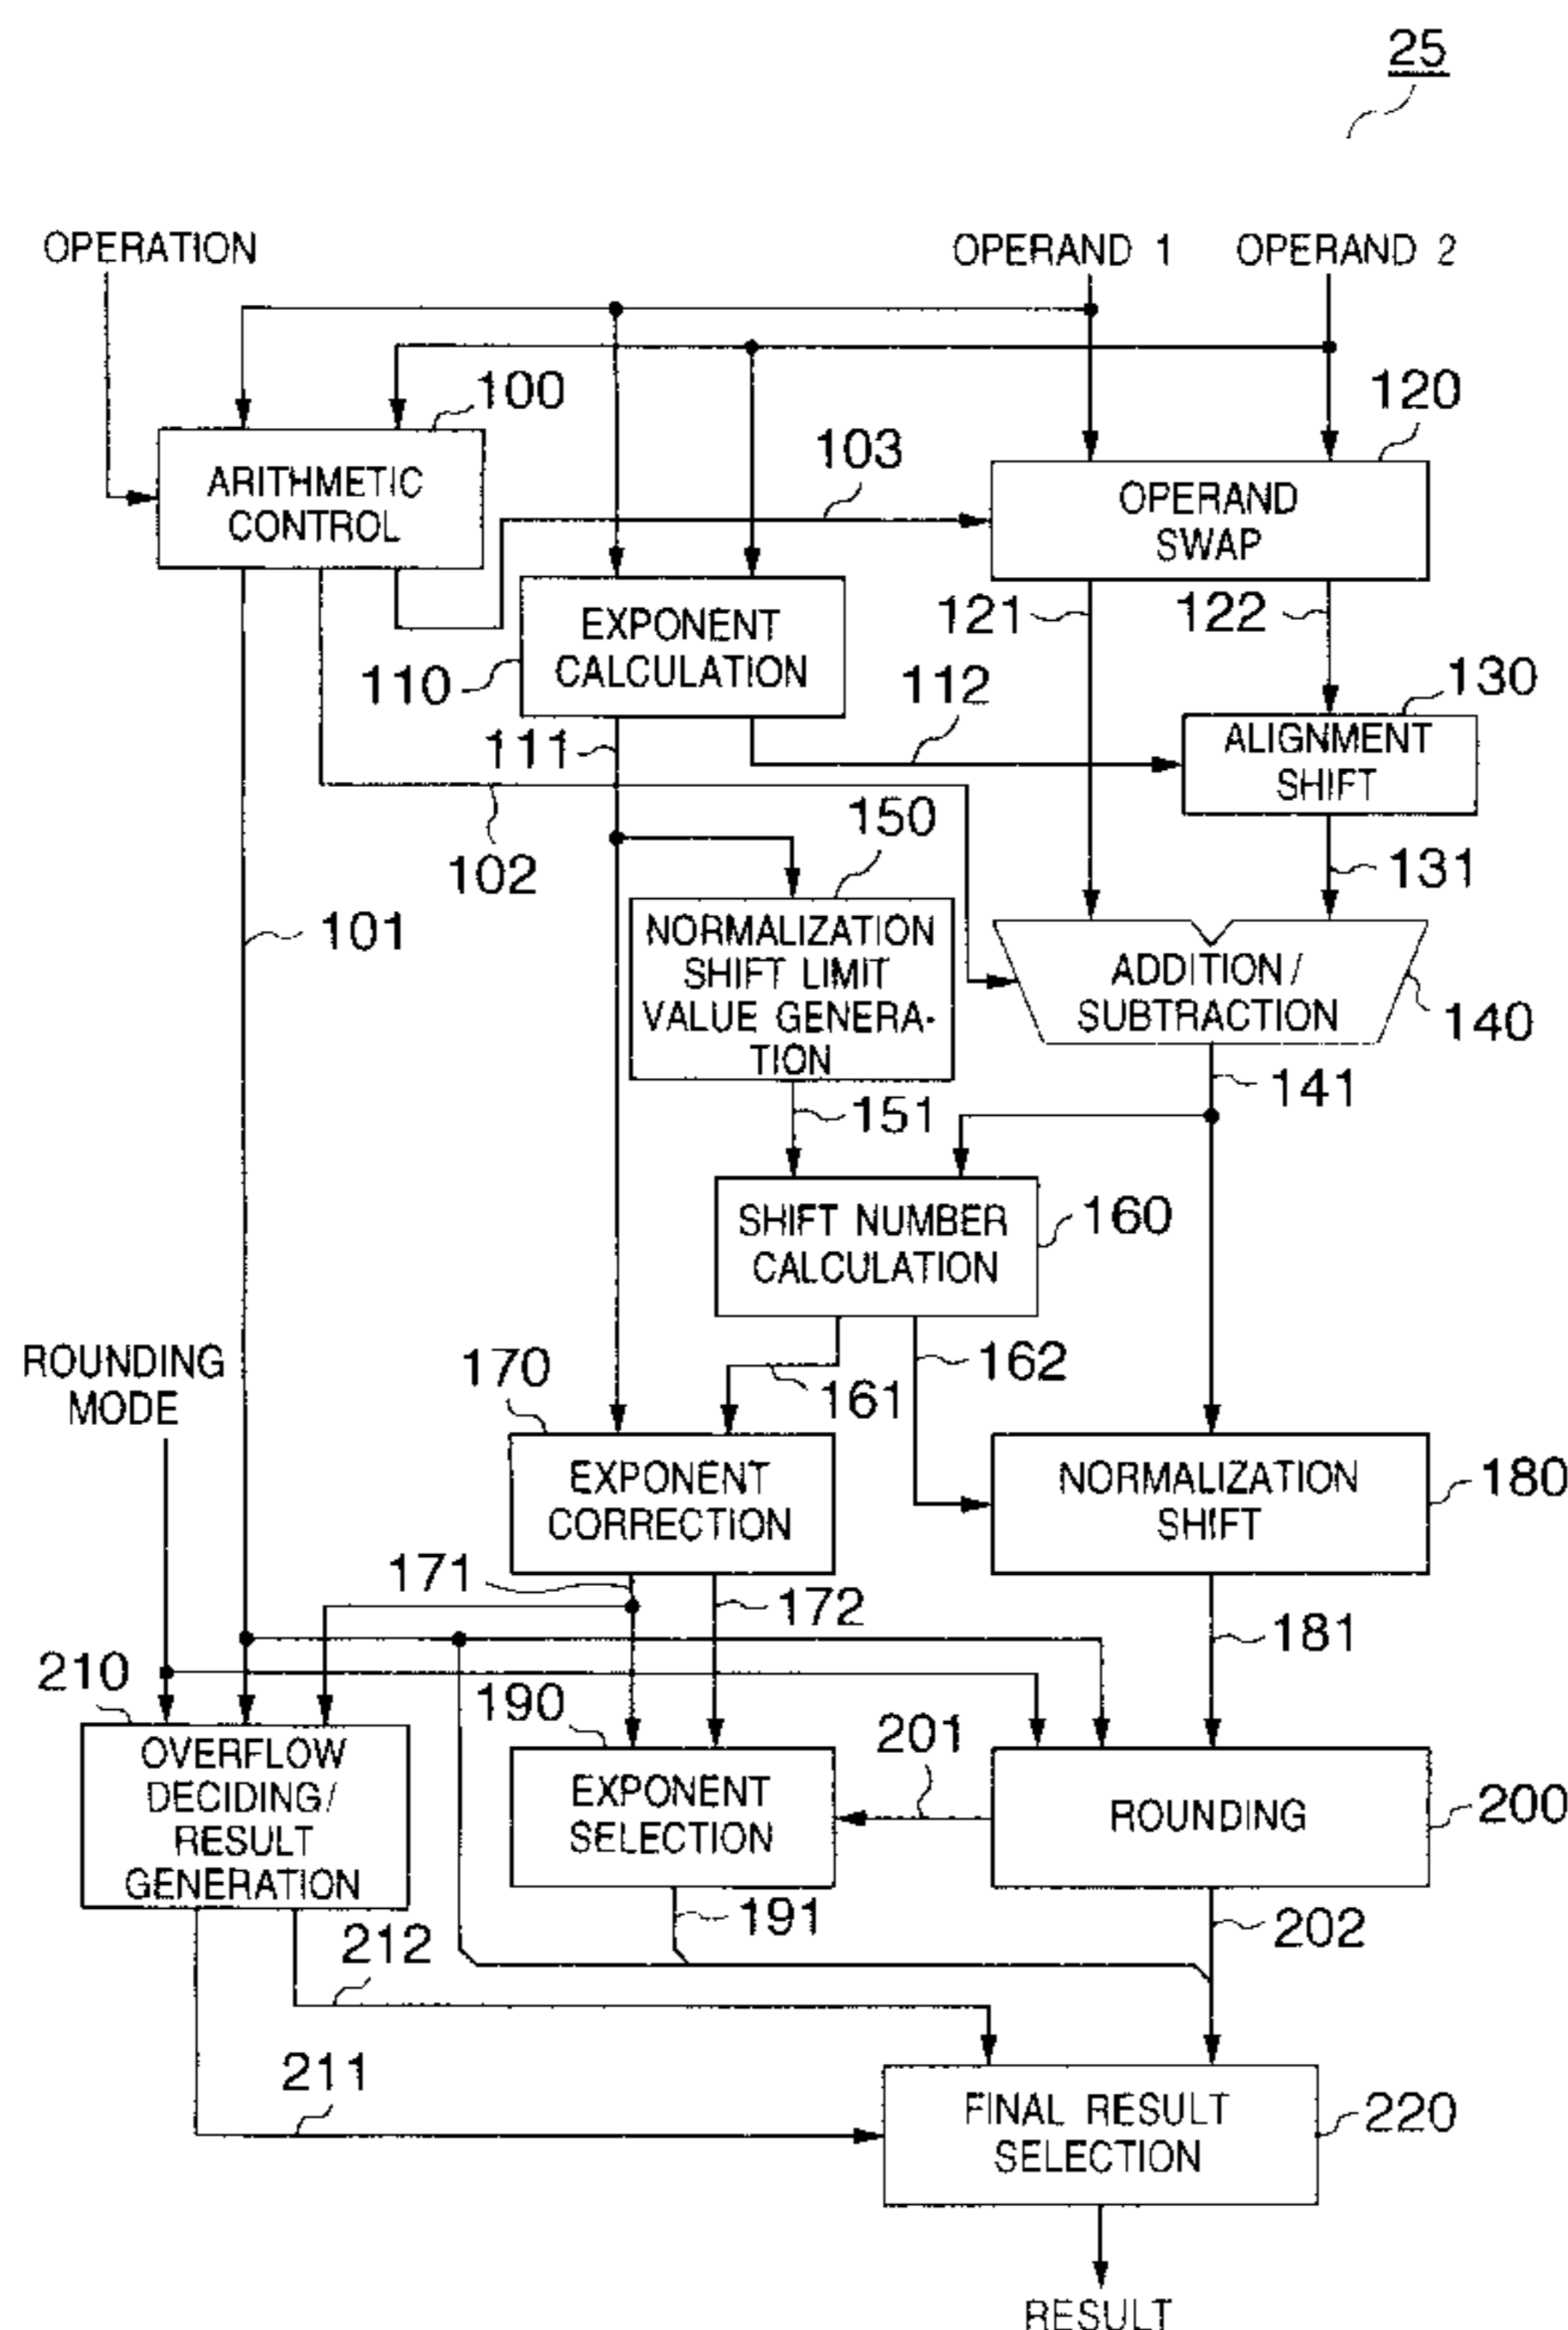 25
OPERATION
OPERAND 1
OPERAND 2
100
120
103
ARITHMETIC
CONTROL
OPERAND
SWAP
121
122
EXPONENT
CALCULATION
110
112
130
111
ALIGNMENT
SHIFT
150
102
131
101
NORMALIZATION
SHIFT LIMIT
VALUE GENERA-
TION
ADDITION/
SUBTRACTION
140
151
141
SHIFT NUMBER
CALCULATION
160
ROUNDING
MODE
170
161
162
EXPONENT
CORRECTION
NORMALIZATION
SHIFT
180
171
172
181
210
190
201
OVERFLOW
DECIDING/
RESULT
GENERATION
EXPONENT
SELECTION
ROUNDING
200
191
202
212
211
FINAL RESULT
SELECTION
220
RESULT